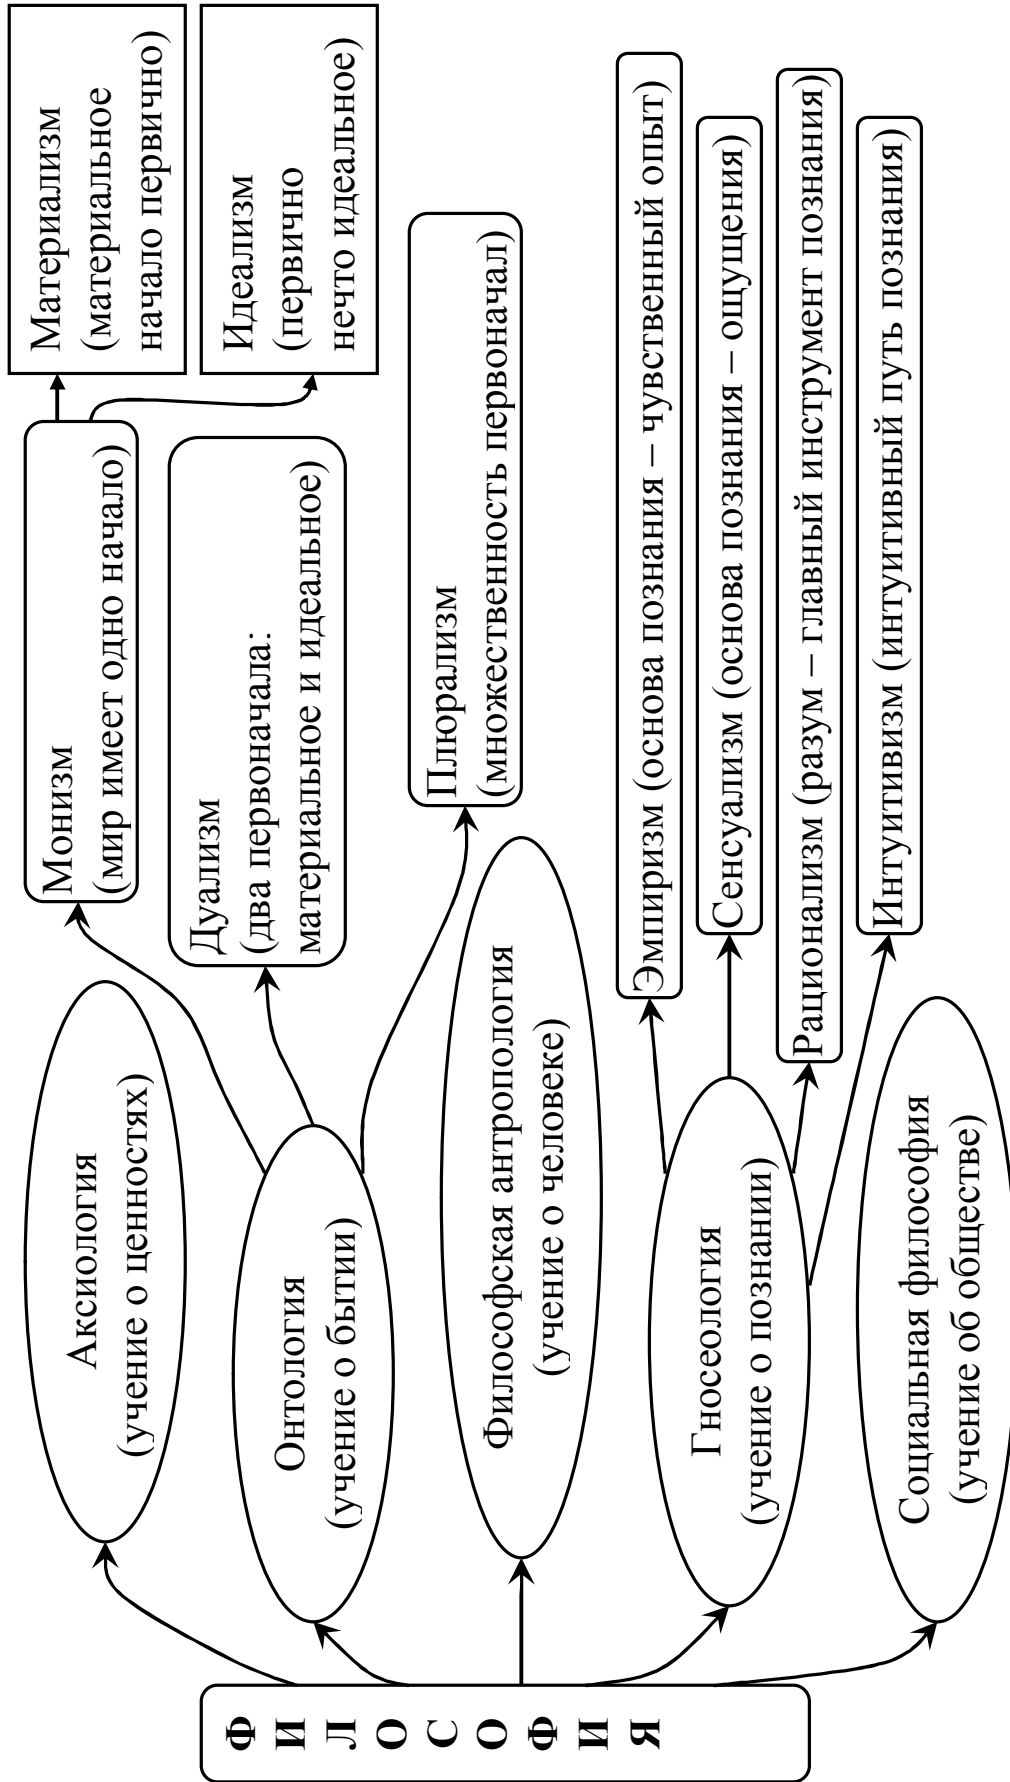 Ф
И
Л
О
С
О
Ф
И
Я
Аксиология
(учение о ценностях)
Онтология
(учение о бытии)
Философская антропология
(учение о человеке)
Гносеология
(учение о познании)
Социальная философия
(учение об обществе)
Монизм
(мир имеет одно начало)
Дуализм
(два первоначала:
материальное и идеальное)
Плюрализм
(множественность первоначал)
Материализм
(материальное
начало первично)
Идеализм
(первично
нечто идеальное)
Эмпиризм (основа познания – чувственный опыт)
Сенсуализм (основа познания – ощущения)
Рационализм (разум – главный инструмент познания)
Интуитивизм (интуитивный путь познания)